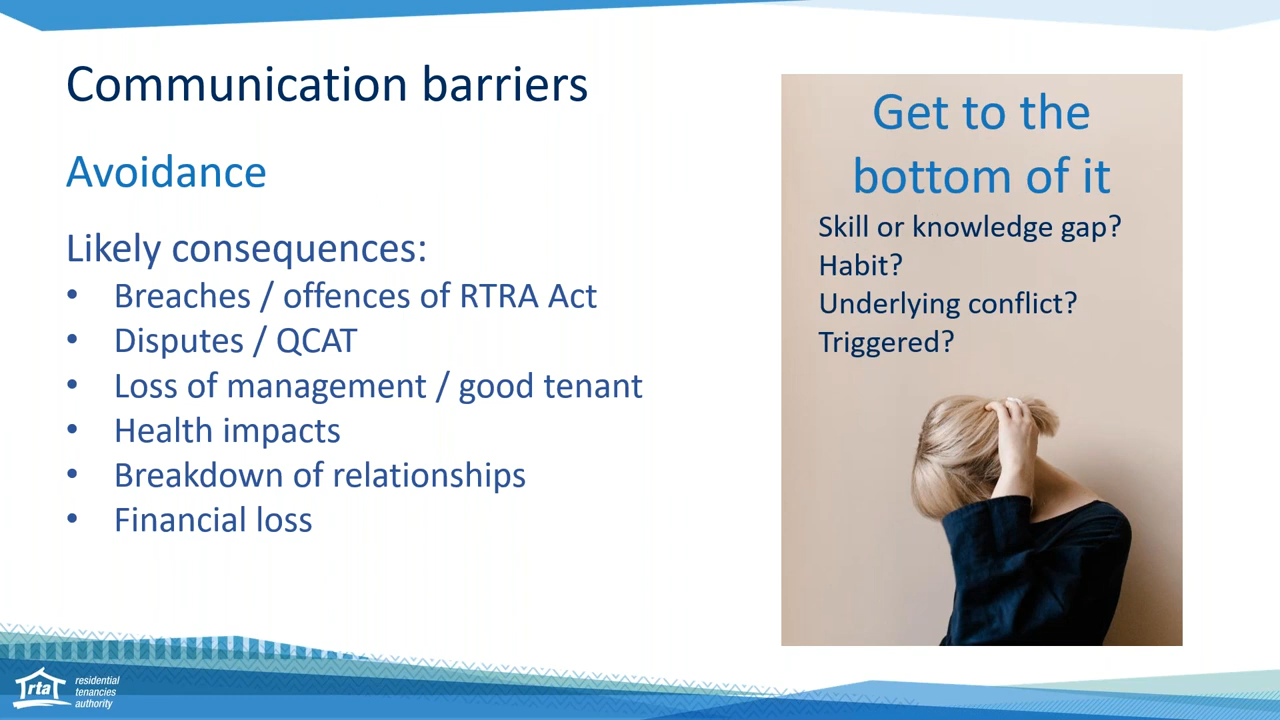 Communication barriers
Avoidance
Likely consequences:
• Breaches / offences of RTRA Act
• Disputes / QCAT
• Loss of management / good tenant
• Health impacts
• Breakdown of relationships
• Financial loss
Get to the
bottom of it
Skill or knowledge gap?
Habit?
Underlying conflict?
Triggered?
rta
residential
tenancies
authority